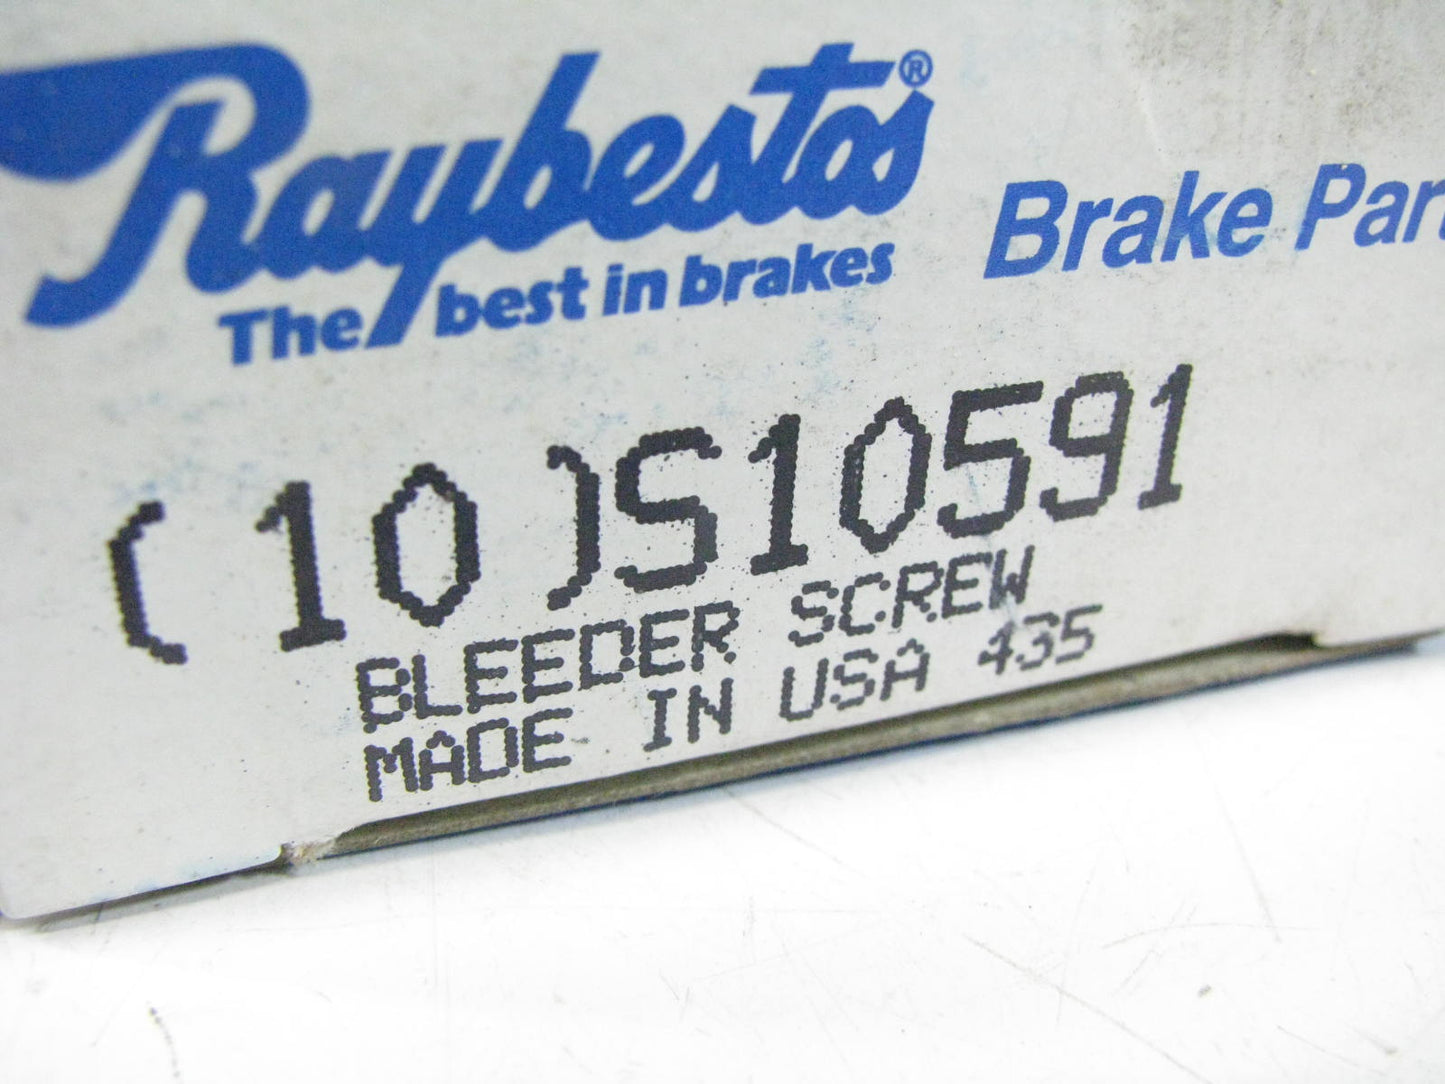 Raybestos®
The best in brakes
Brake Part
(10)S10591
BLEEDER SCREW
MADE IN USA 435